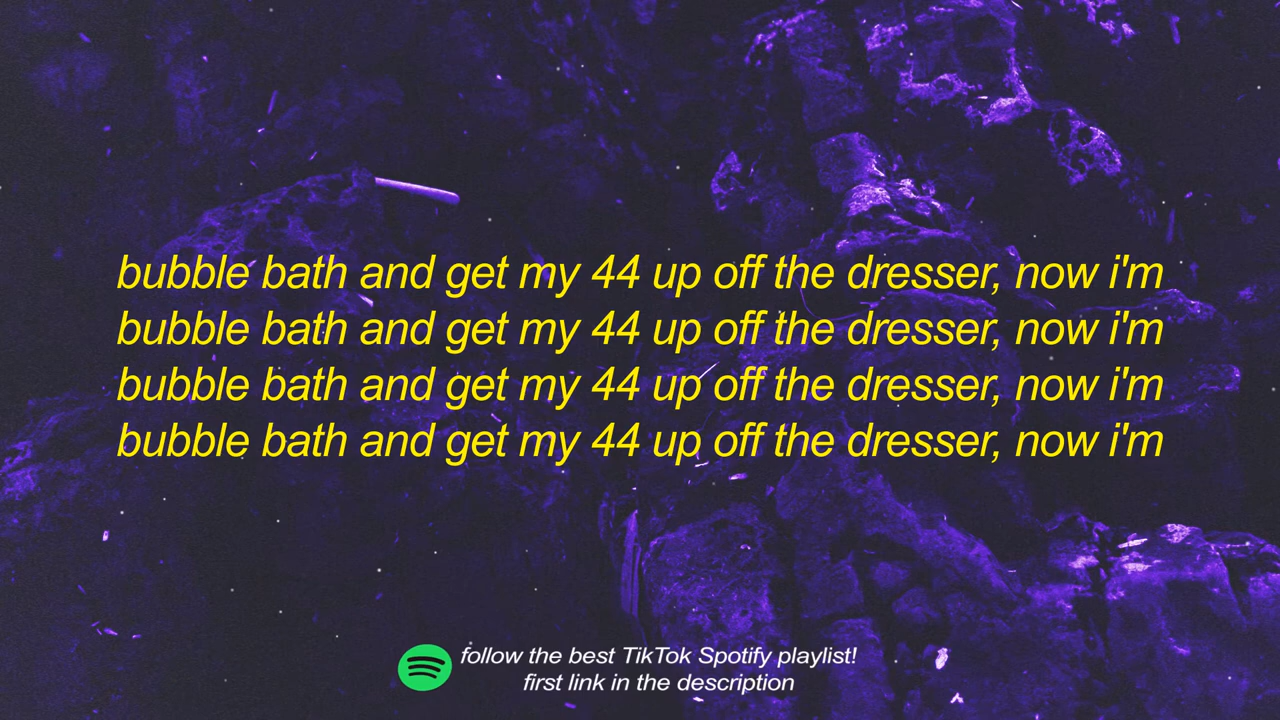 bubble bath and get my 44 up off the dresser, now i'm
bubble bath and get my 44 up off the dresser, now i'm
bubble bath and get my 44 up off the dresser, now i'm
bubble bath and get my 44 up off the dresser, now i'm
follow the best TikTok Spotify playlist!
first link in the description